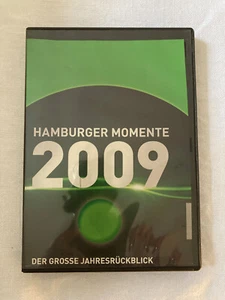 HAMBURGER MOMENTE
2009
DER GROSSE JAHRESRÜCKBLICK